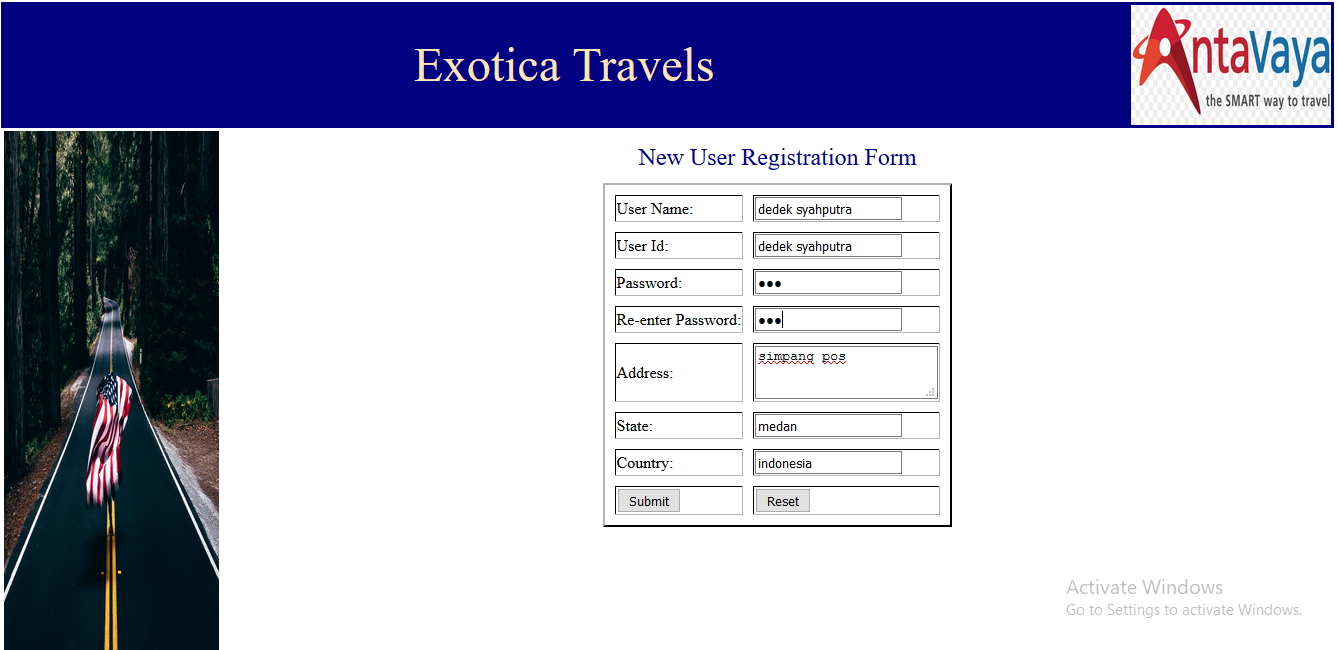 Exotica Travels
AntaVaya
the SMART way to travel
New User Registration Form
User Name: dedek syahputra
User Id: dedek syahputra
Password: ●●●
Re-enter Password: ●●●
Address: simpang pos
State: medan
Country: indonesia
Submit Reset
Activate Windows
Go to Settings to activate Windows.